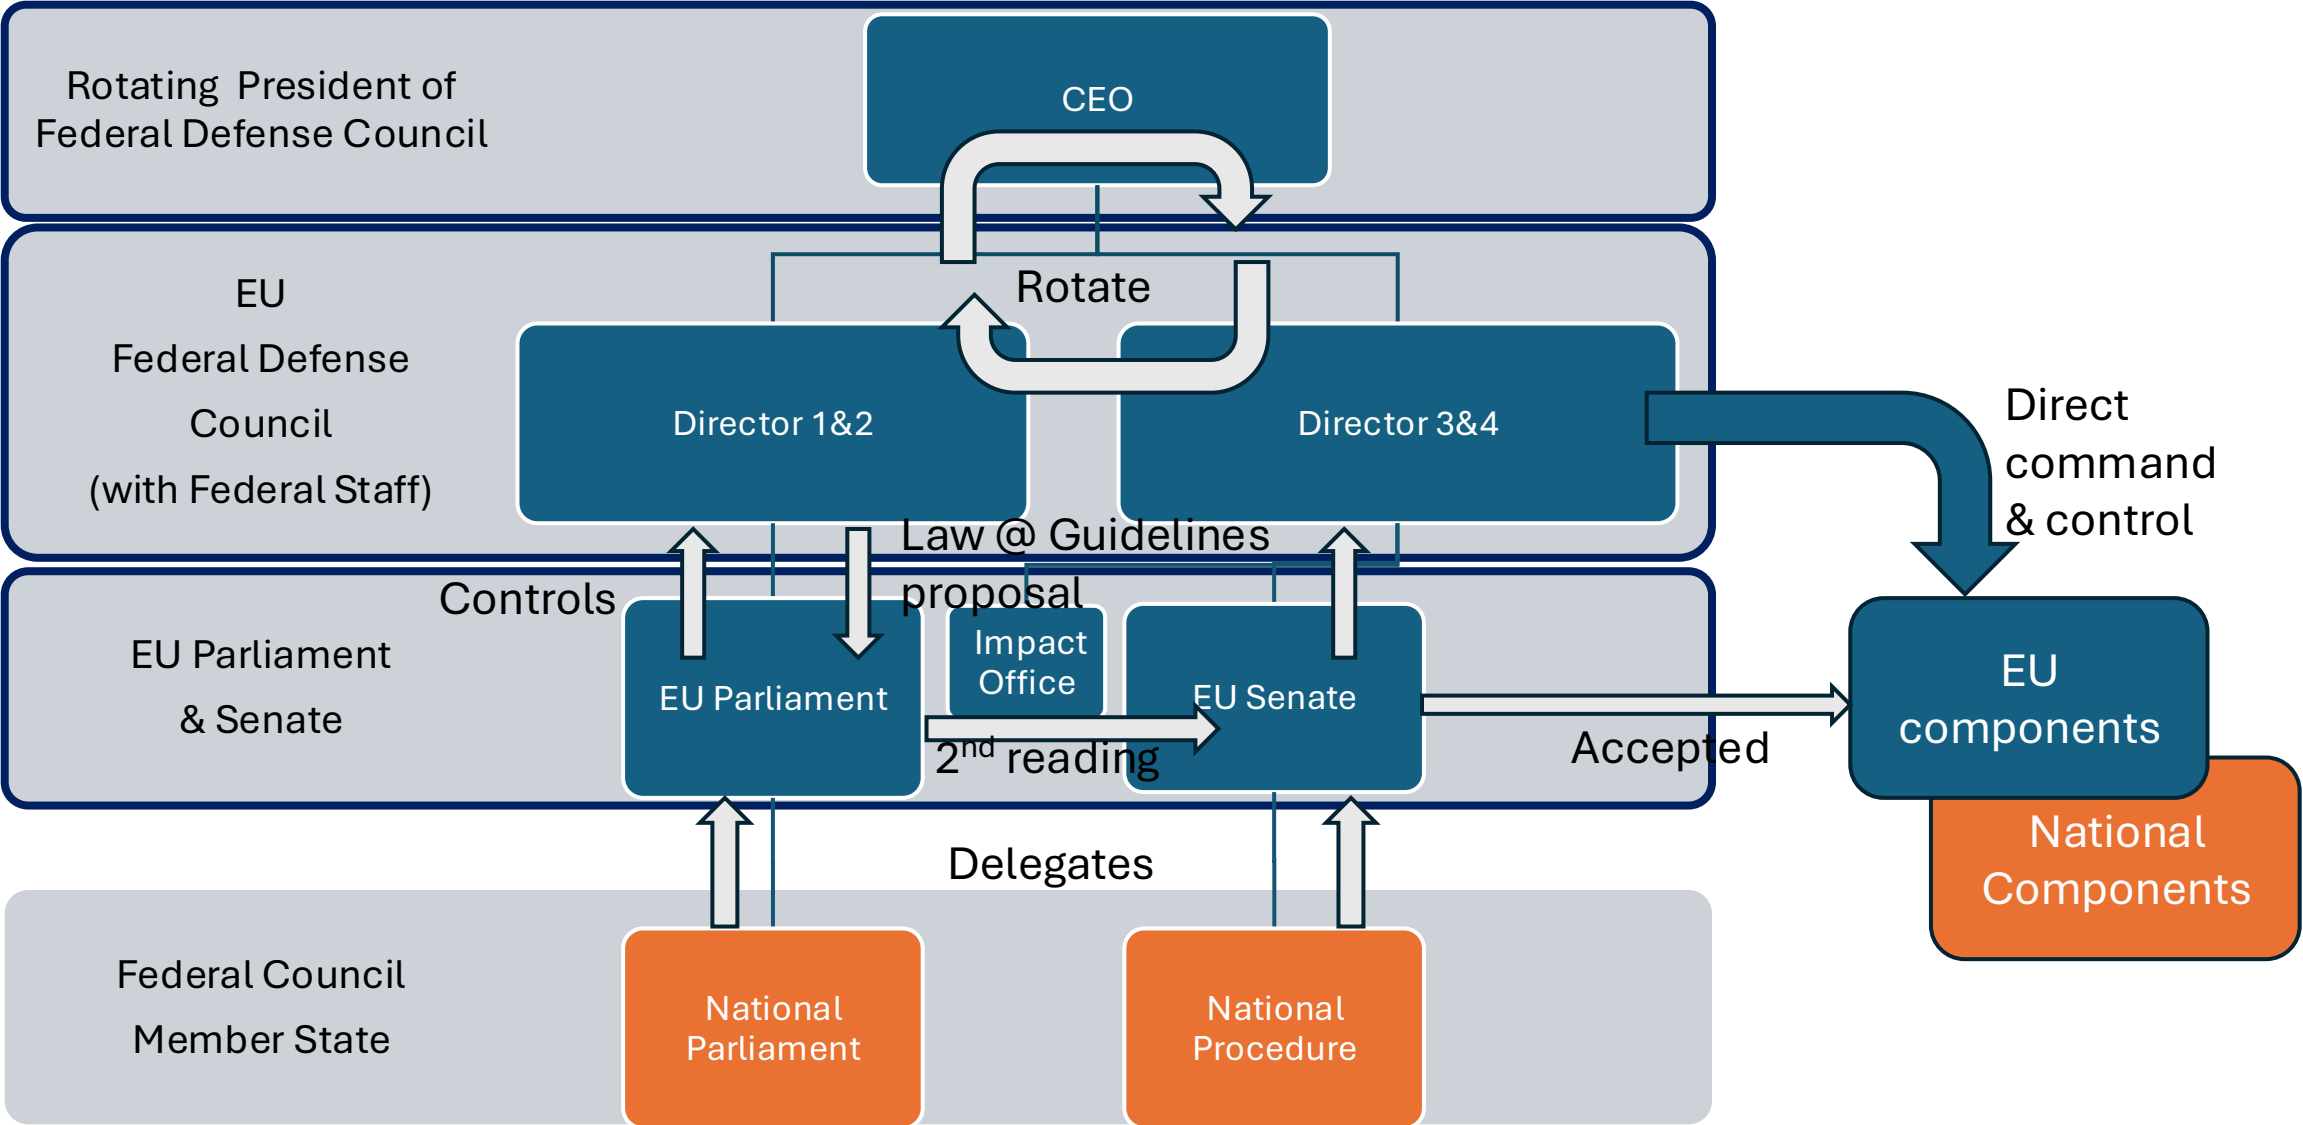 Rotating  President of
Federal Defense Council
CEO
EU
Federal Defense
Council
(with Federal Staff)
Rotate
Director 1&2
Director 3&4
Direct
command
& control
Law @ Guidelines
proposal
Controls
EU Parliament
& Senate
EU Parliament
Impact
Office
EU Senate
2nd reading
Accepted
EU
components
National
Components
Delegates
Federal Council
Member State
National
Parliament
National
Procedure